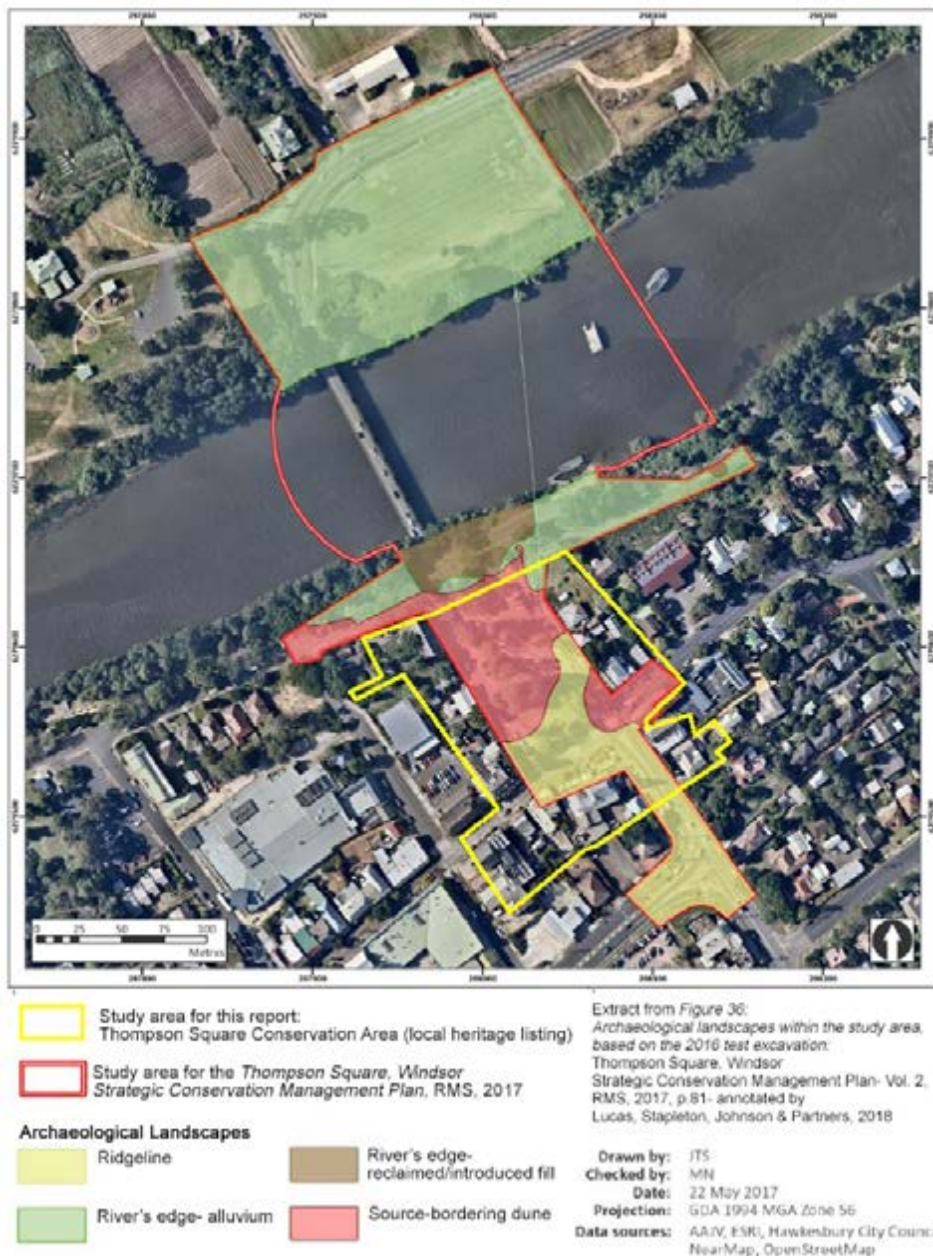 0 25 50 75 100
Metres
Study area for this report:
Thompson Square Conservation Area (local heritage listing)
Study area for the Thompson Square, Windsor
Strategic Conservation Management Plan, RMS, 2017
Archaeological Landscapes
Ridgeline
River's edge- alluvium
River's edge-
reclaimed/introduced fill
Source-bordering dune
Extract from Figure 36:
Archaeological landscapes within the study area,
based on the 2016 test excavation:
Thompson Square, Windsor
Strategic Conservation Management Plan- Vol. 2,
RMS, 2017, p.81- annotated by
Lucas, Stapleton, Johnson & Partners, 2018
Drawn by: JTS
Checked by: MN
Date: 22 May 2017
Projection: GDA 1994 MGA Zone 56
Data sources: AAJV, ESRI, Hawkesbury City Counc
NearMap, OpenStreetMap